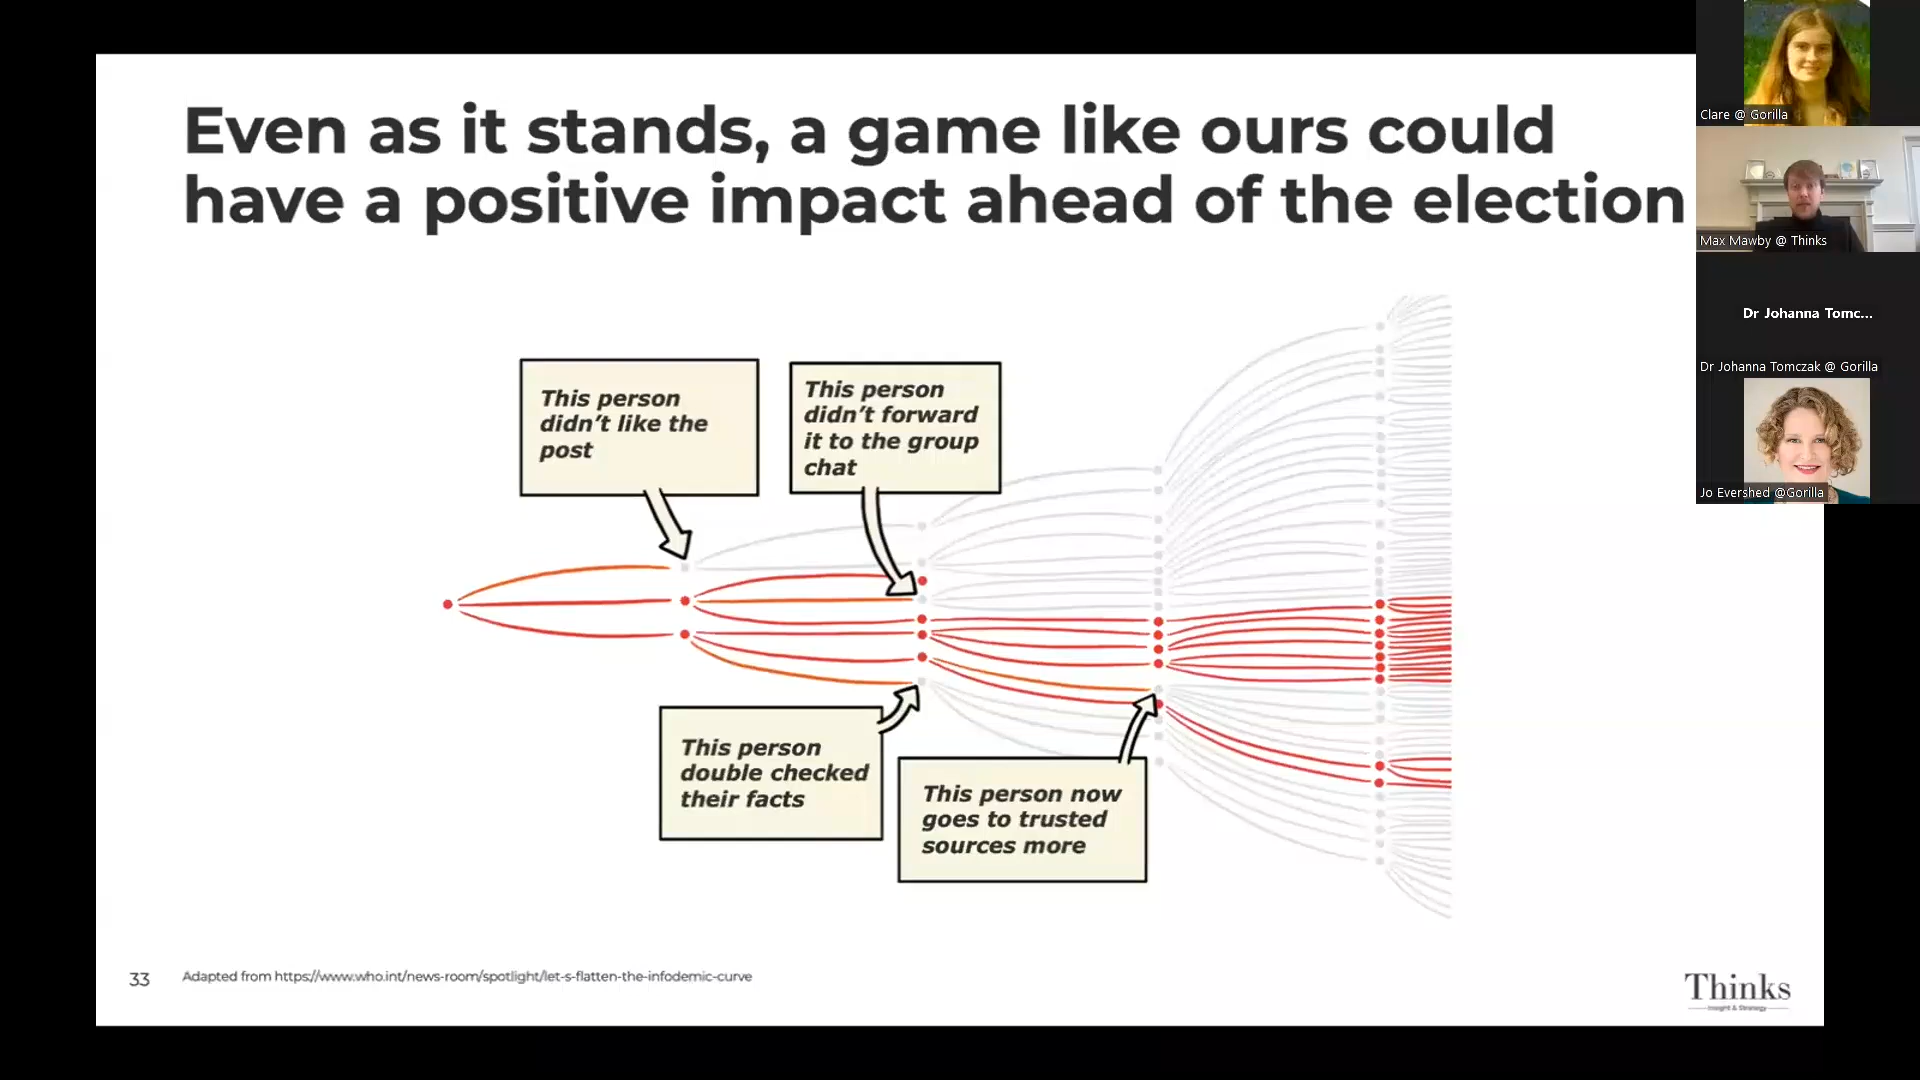 Even as it stands, a game like ours could
have a positive impact ahead of the election
This person
didn't like the
post
This person
didn't forward
it to the group
chat
This person
double checked
their facts
This person now
goes to trusted
sources more
33
Adapted from https://www.who.int/news-room/spotlight/let-s-flatten-the-infodemic-curve
Thinks
Insight & Strategy
Clare @ Gorilla
Max Mawby @ Thinks
Dr Johanna Tomc...
Dr Johanna Tomczak @ Gorilla
Jo Evershed @Gorilla